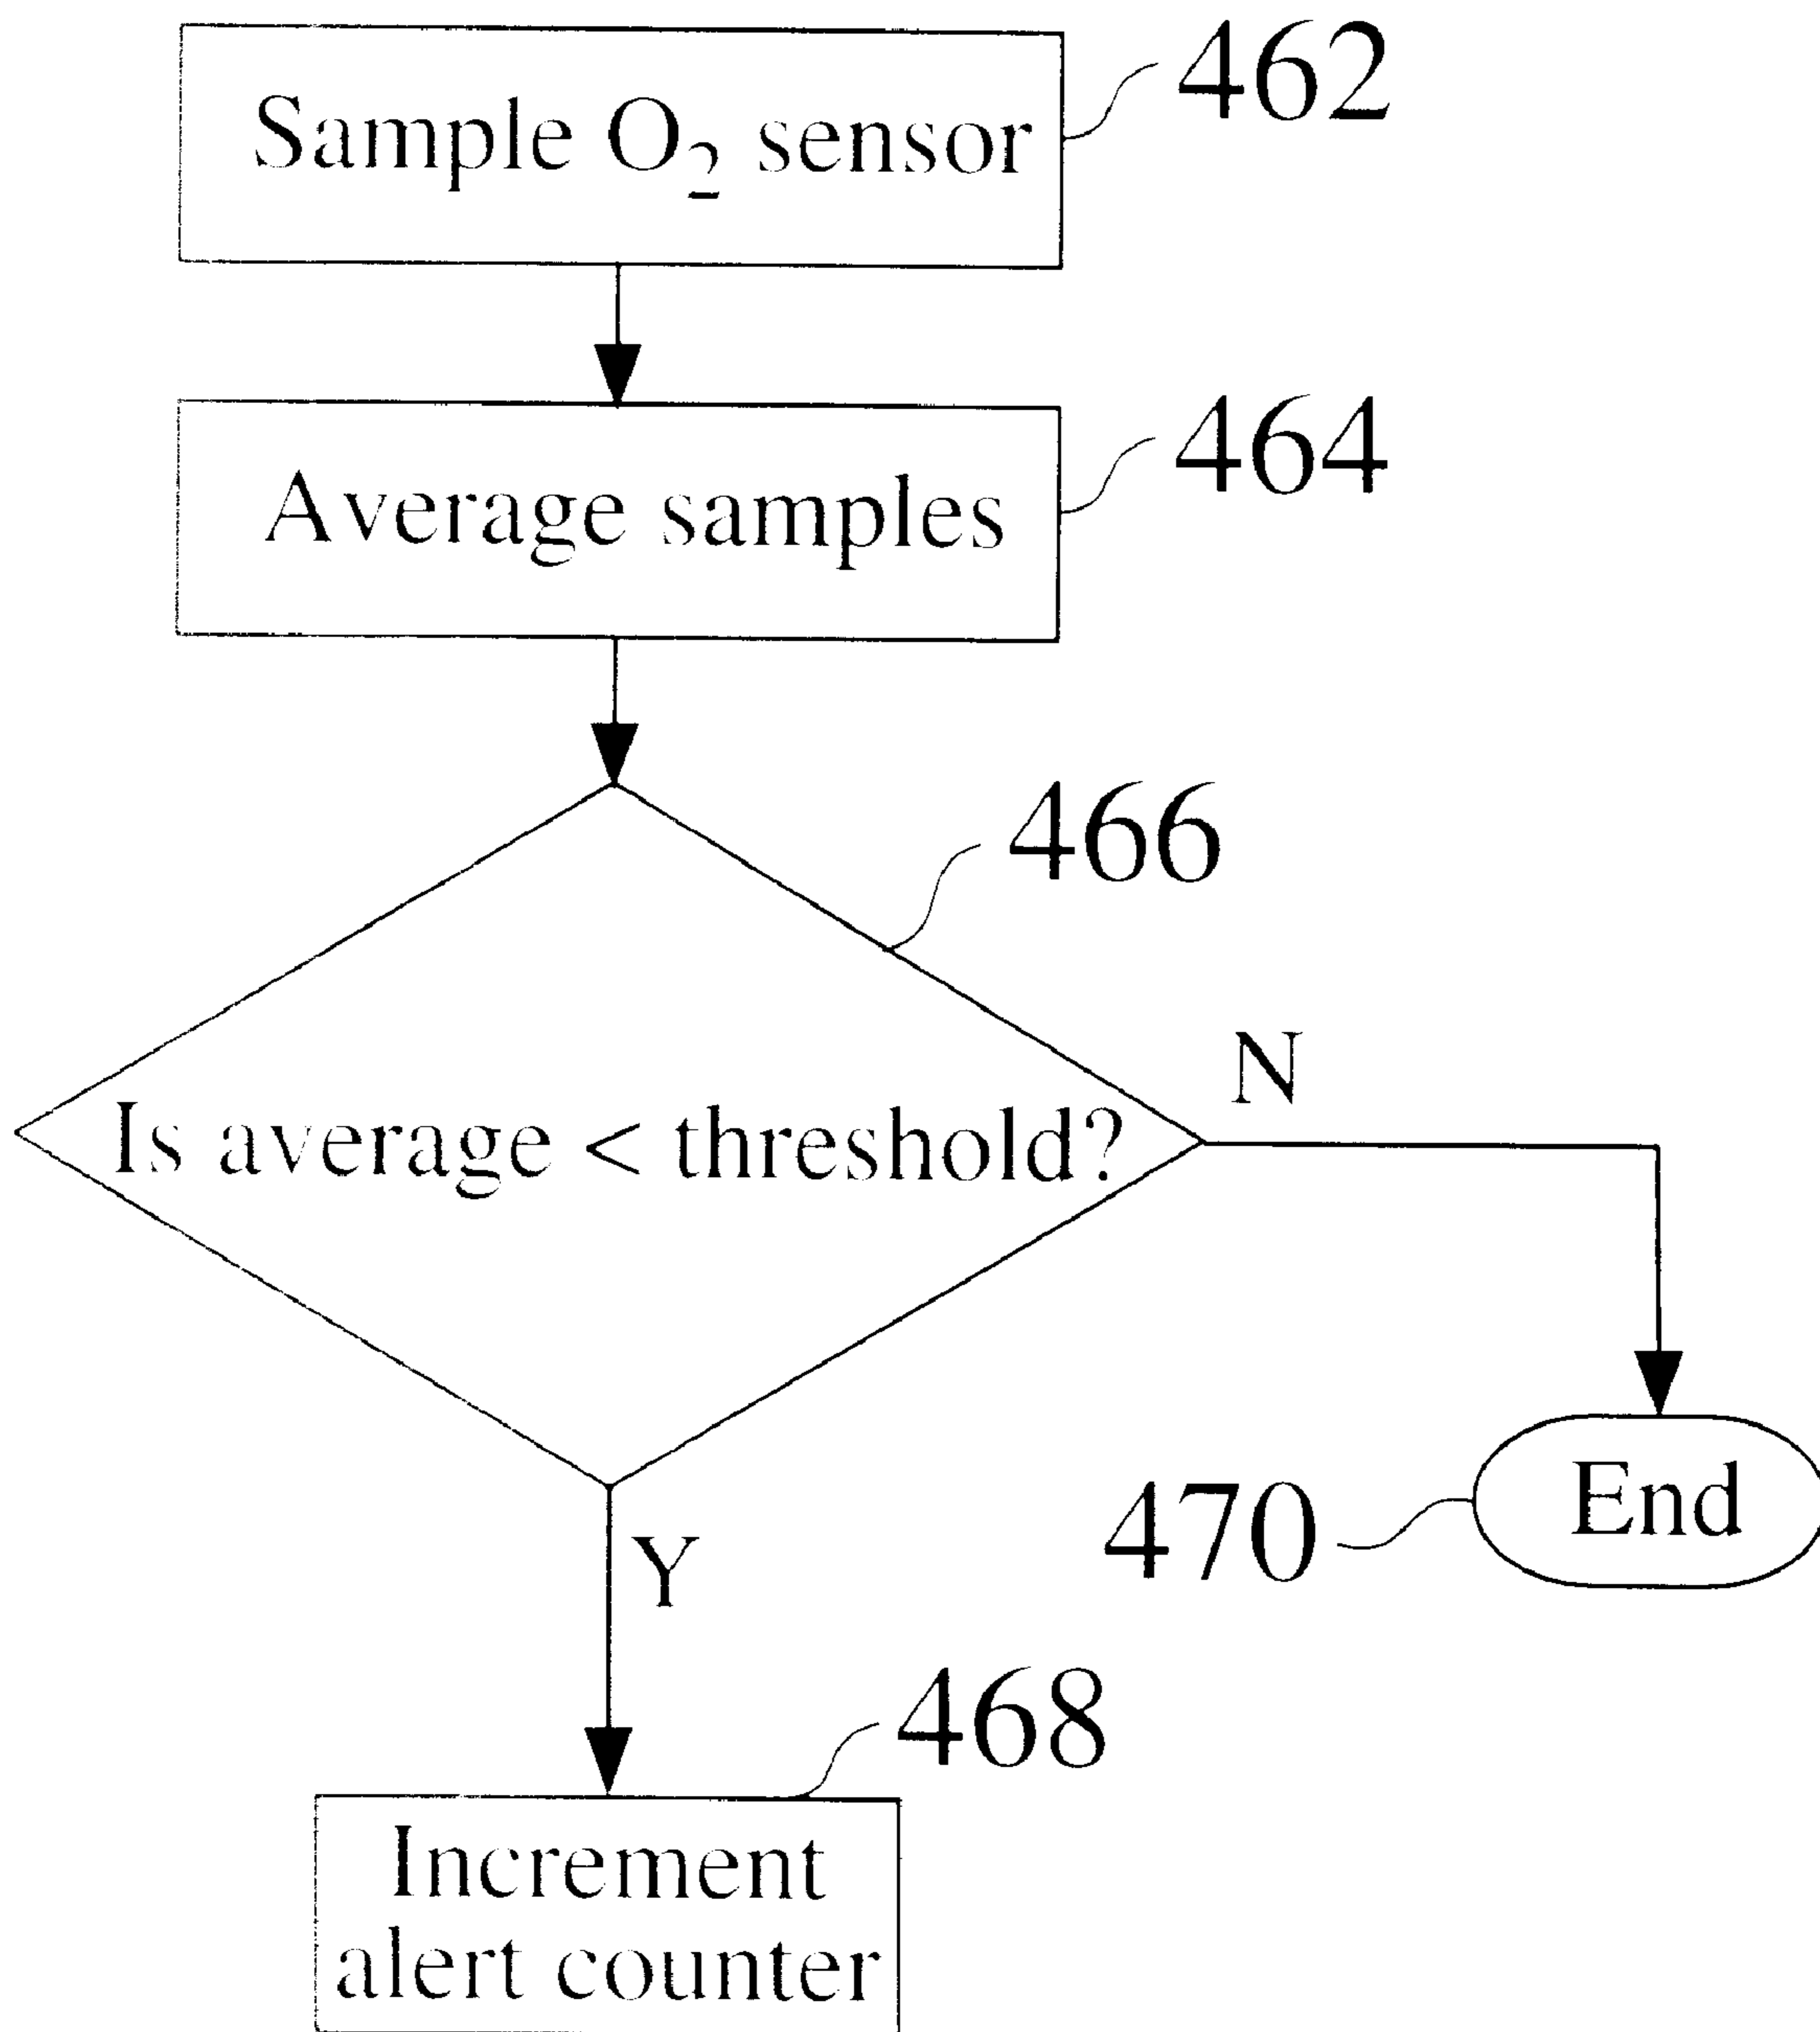 Sample O₂ sensor
462
Average samples
464
466
Is average < threshold?
N
End
470
Y
468
Increment
alert counter